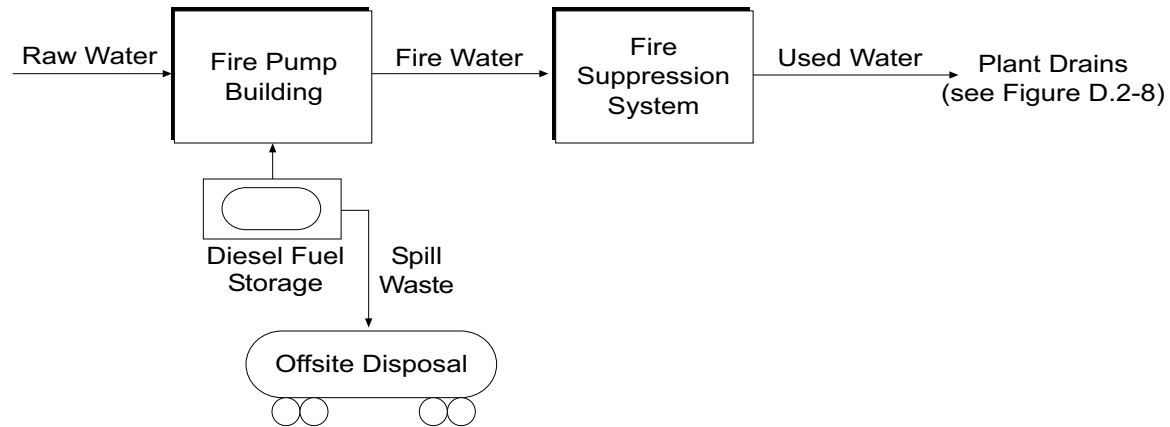 Raw Water
Fire Pump
Building
Fire Water
Fire
Suppression
System
Used Water
Plant Drains
(see Figure D.2-8)
Diesel Fuel
Storage
Spill
Waste
Offsite Disposal